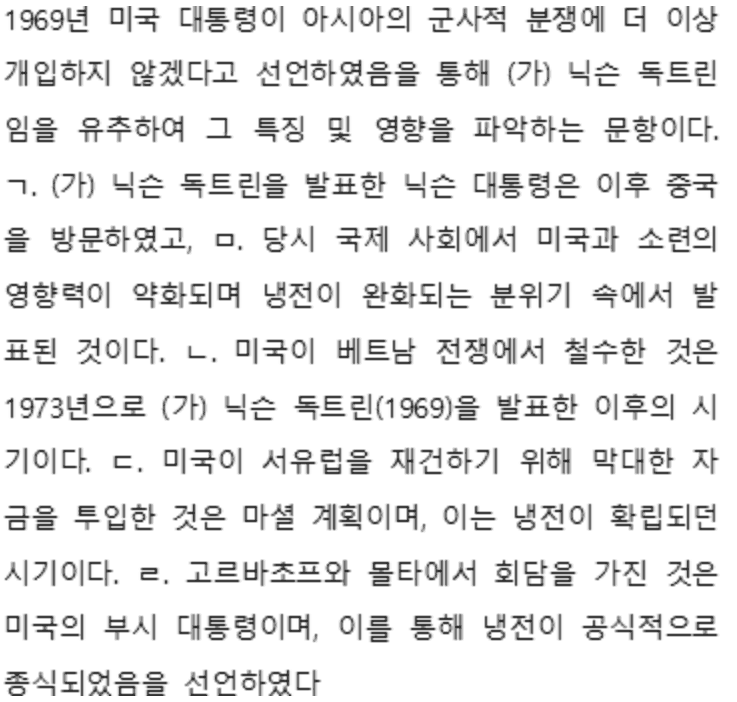 1969년 미국 대통령이 아시아의 군사적 분쟁에 더 이상
개입하지 않겠다고 선언하였음을 통해 (가) 닉슨 독트린
임을 유추하여 그 특징 및 영향을 파악하는 문항이다.
ㄱ. (가) 닉슨 독트린을 발표한 닉슨 대통령은 이후 중국
을 방문하였고, ㅁ. 당시 국제 사회에서 미국과 소련의
영향력이 약화되며 냉전이 완화되는 분위기 속에서 발
표된 것이다. ㄴ. 미국이 베트남 전쟁에서 철수한 것은
1973년으로 (가) 닉슨 독트린(1969)을 발표한 이후의 시
기이다. ㄷ. 미국이 서유럽을 재건하기 위해 막대한 자
금을 투입한 것은 마셜 계획이며, 이는 냉전이 확립되던
시기이다. ㄹ. 고르바초프와 몰타에서 회담을 가진 것은
미국의 부시 대통령이며, 이를 통해 냉전이 공식적으로
종식되었음을 선언하였다